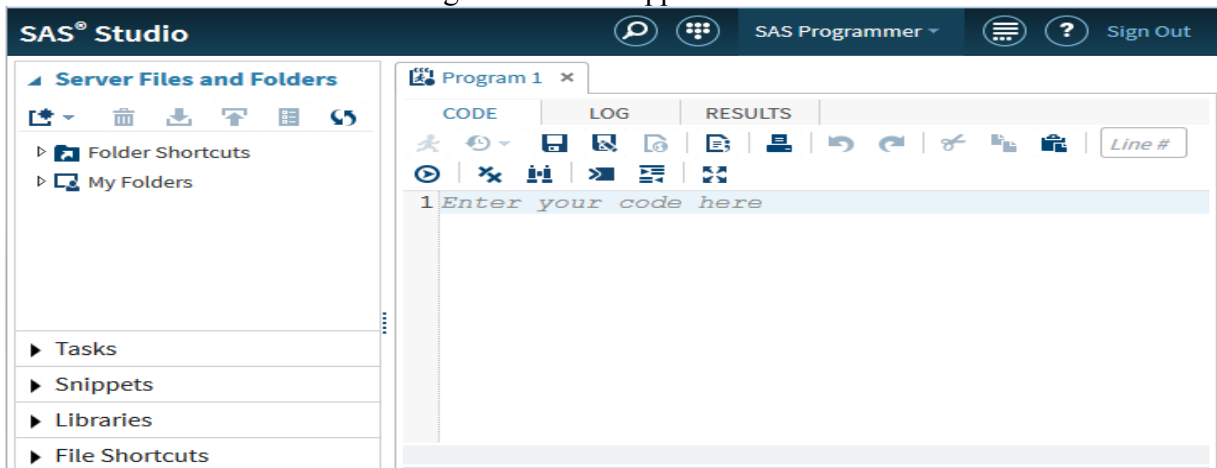 SAS® Studio
SAS Programmer
? Sign Out
Server Files and Folders
Folder Shortcuts
My Folders
Tasks
Snippets
Libraries
File Shortcuts
Program 1 ×
CODE LOG RESULTS
Line #
1 Enter your code here